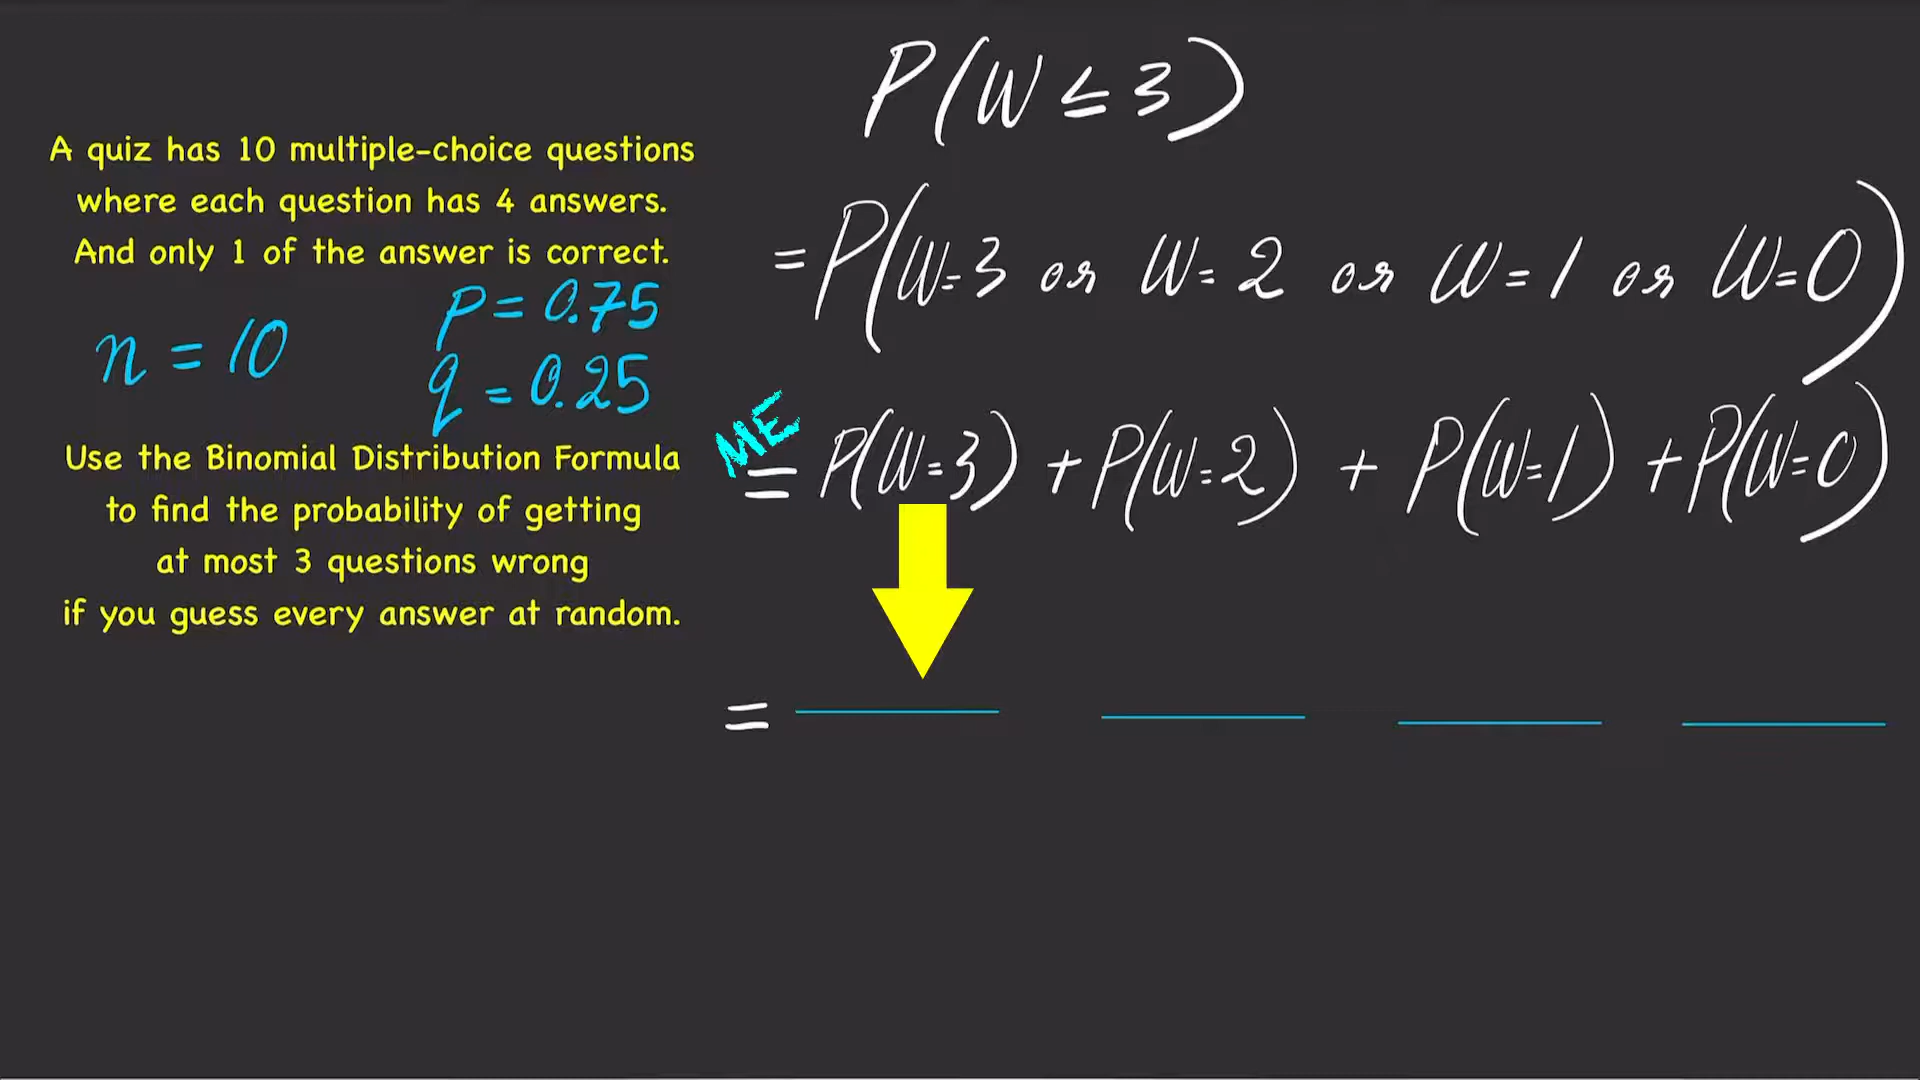 A quiz has 10 multiple-choice questions
where each question has 4 answers.
And only 1 of the answer is correct.
n = 10
p = 0.75
q = 0.25
Use the Binomial Distribution Formula
to find the probability of getting
at most 3 questions wrong
if you guess every answer at random.
P(W ≤ 3)
= P(W=3 or W=2 or W=1 or W=0)
ME
= P(W=3) + P(W=2) + P(W=1) + P(W=0)
=